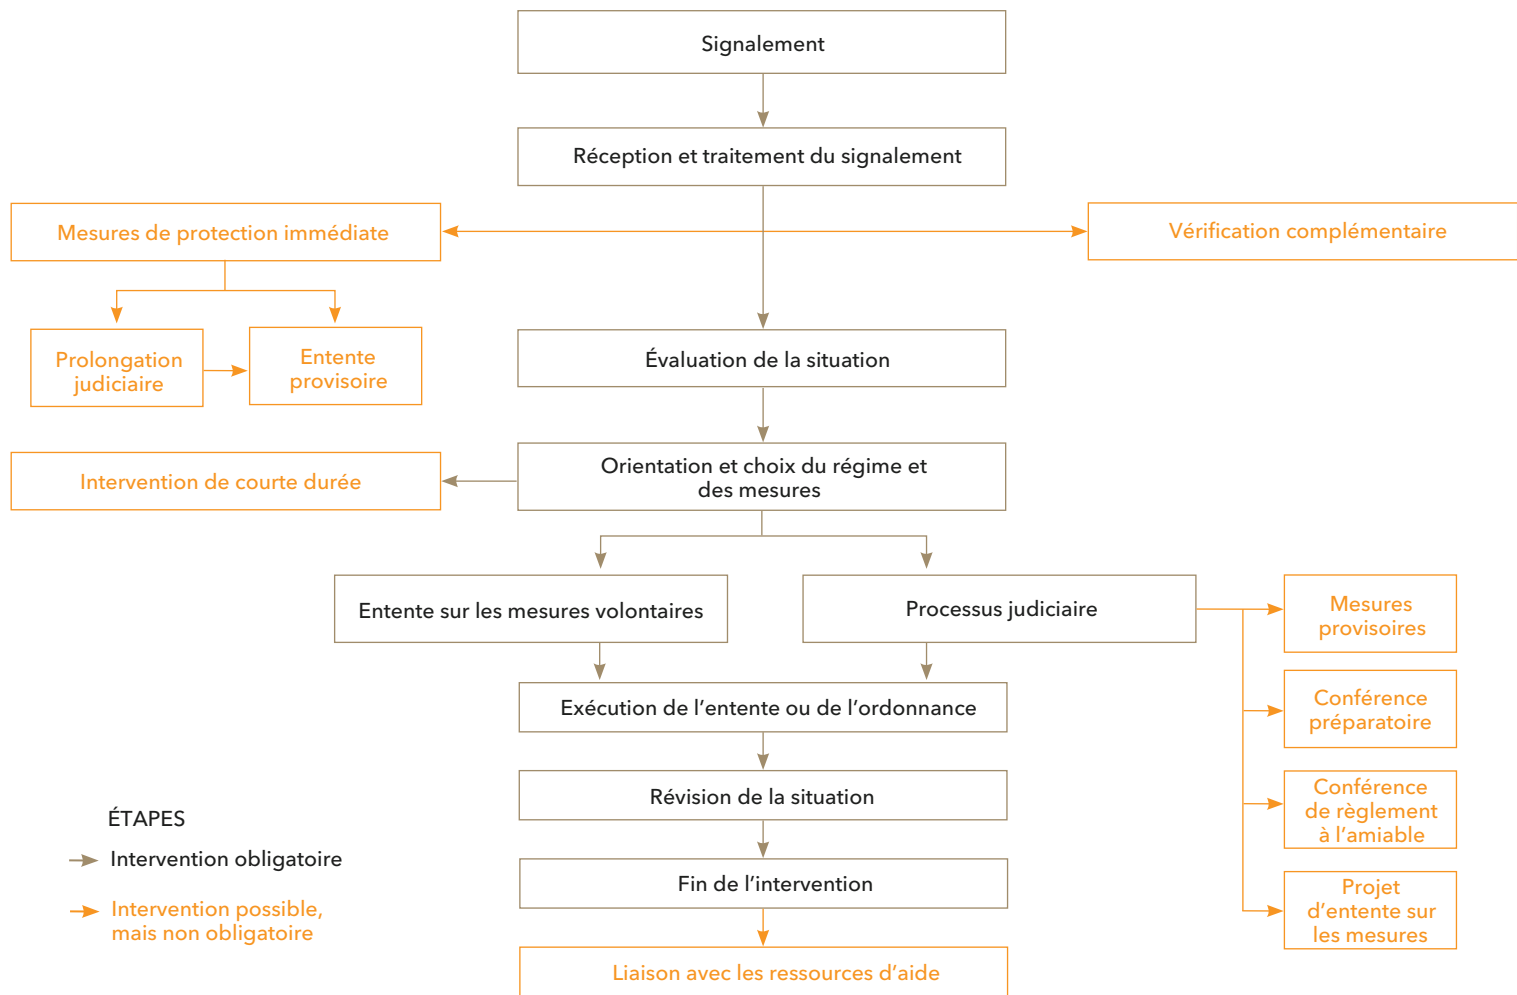 Signalement
Réception et traitement du signalement
Mesures de protection immédiate
Vérification complémentaire
Prolongation
judiciaire
Entente
provisoire
Évaluation de la situation
Orientation et choix du régime et
des mesures
Intervention de courte durée
Entente sur les mesures volontaires
Processus judiciaire
Mesures
provisoires
Conférence
préparatoire
Conférence
de règlement
à l’amiable
Projet
d’entente sur
les mesures
Exécution de l’entente ou de l’ordonnance
Révision de la situation
Fin de l’intervention
Liaison avec les ressources d’aide
ÉTAPES
Intervention obligatoire
Intervention possible,
mais non obligatoire